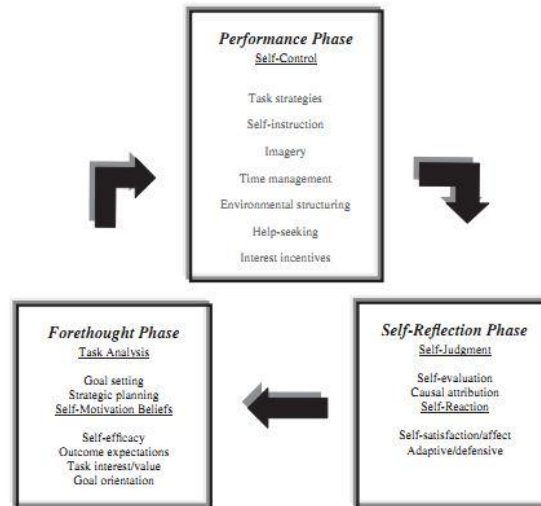 Performance Phase
Self-Control
Task strategies
Self-instruction
Imagery
Time management
Environmental structuring
Help-seeking
Interest incentives
Forethought Phase
Task Analysis
Goal setting
Strategic planning
Self-Motivation Beliefs
Self-efficacy
Outcome expectations
Task interest/value
Goal orientation
Self-Reflection Phase
Self-Judgment
Self-evaluation
Causal attribution
Self-Reaction
Self-satisfaction/affect
Adaptive/defensive